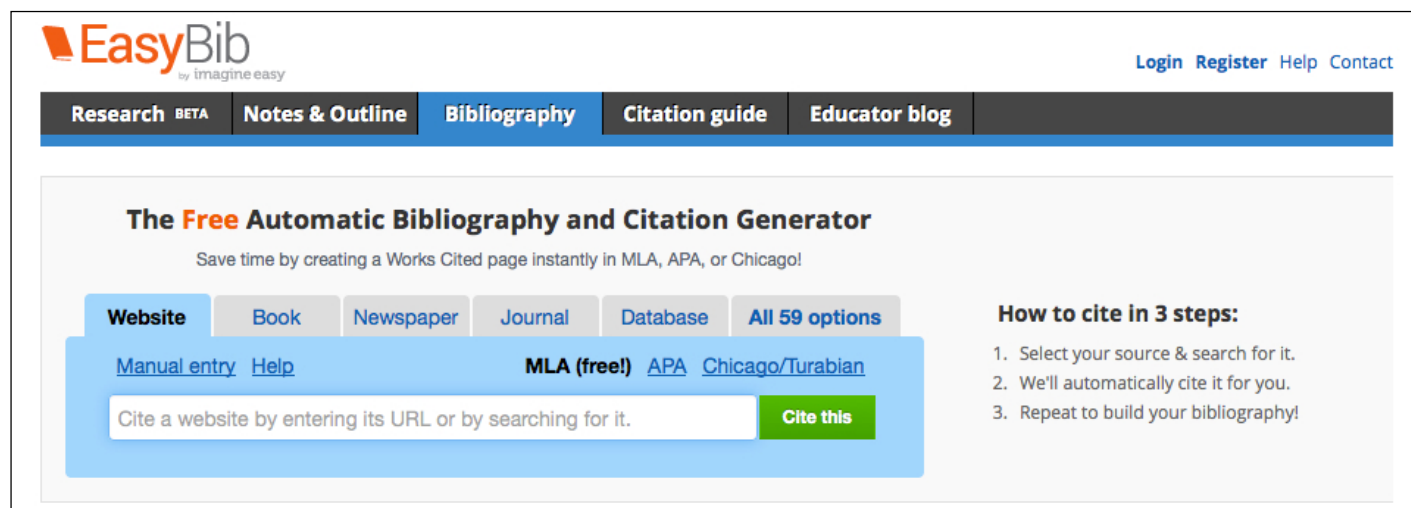 EasyBib
by imagine easy
Login Register Help Contact
Research BETA Notes & Outline Bibliography Citation guide Educator blog
The Free Automatic Bibliography and Citation Generator
Save time by creating a Works Cited page instantly in MLA, APA, or Chicago!
Website Book Newspaper Journal Database All 59 options
Manual entry Help MLA (free!) APA Chicago/Turabian
Cite a website by entering its URL or by searching for it. Cite this
How to cite in 3 steps:
1. Select your source & search for it.
2. We'll automatically cite it for you.
3. Repeat to build your bibliography!